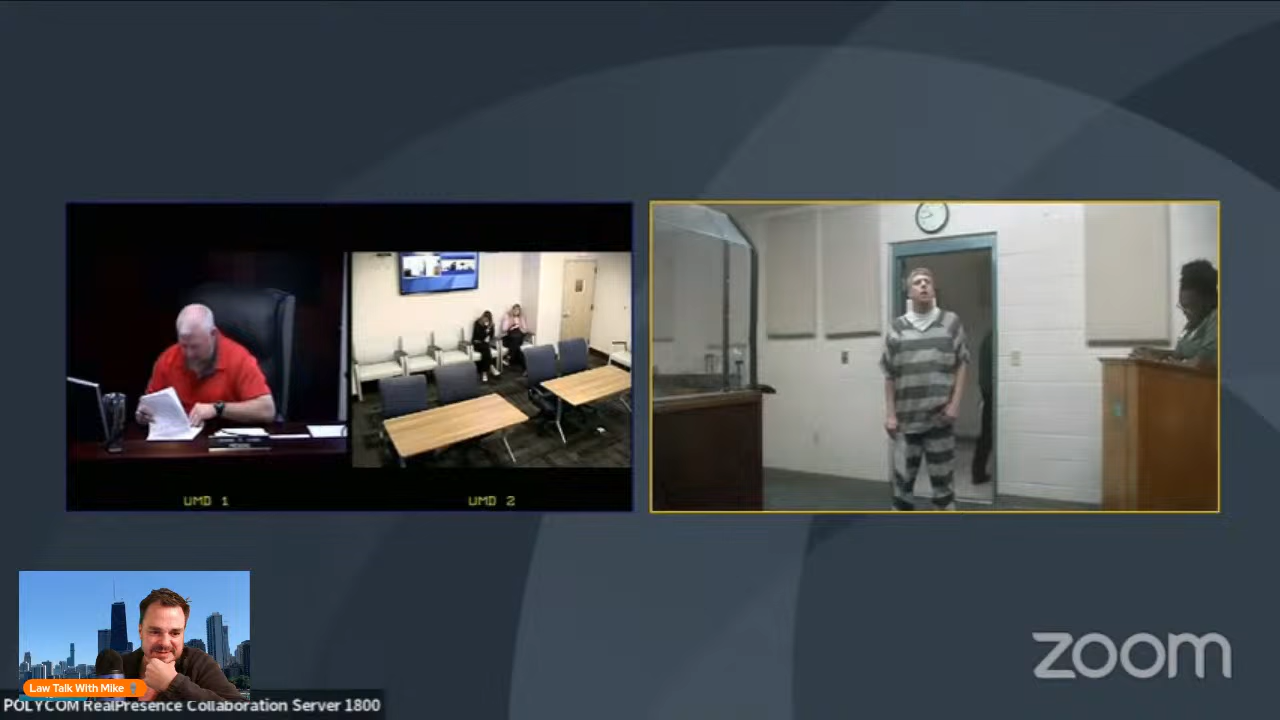 UMD 1
UMD 2
zoom
Law Talk With Mike
POLYCOM RealPresence Collaboration Server 1800